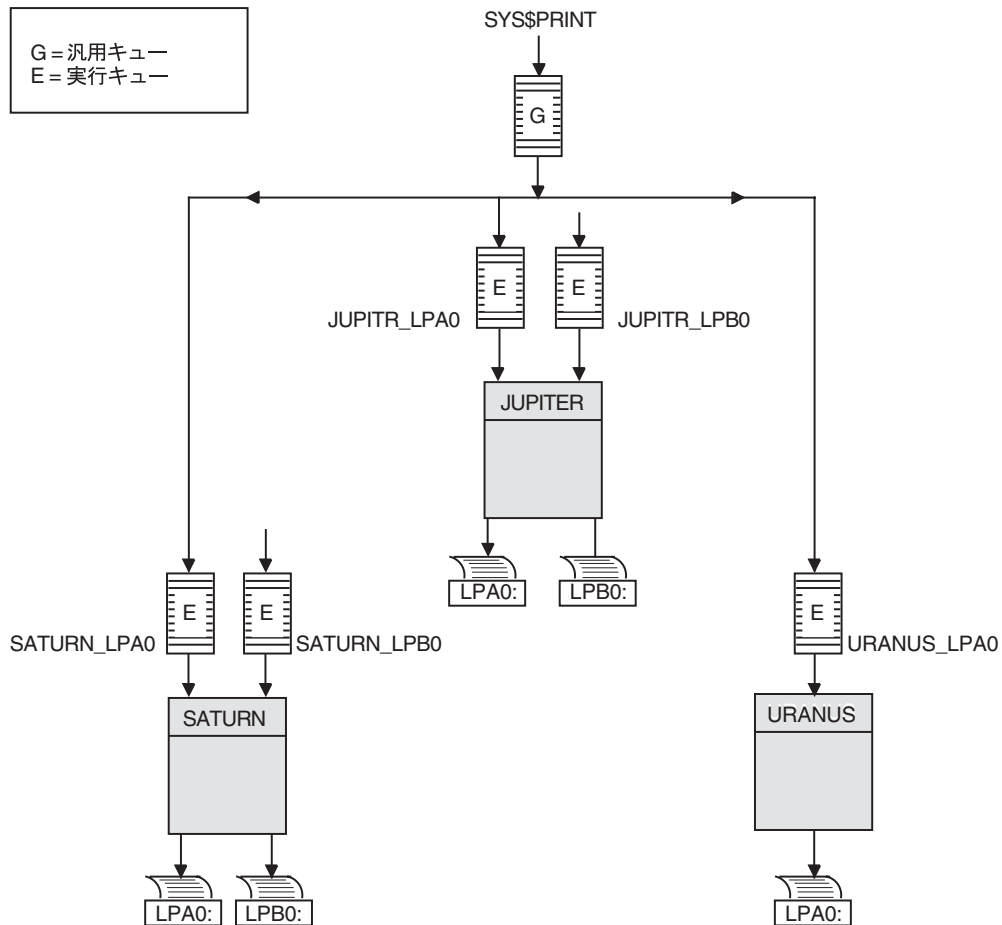 SYS$PRINT
G = 汎用キュー
E = 実行キュー
G
E
E
JUPITR_LPA0
JUPITR_LPB0
JUPITER
LPA0:
LPB0:
E
E
E
SATURN_LPA0
SATURN_LPB0
URANUS_LPA0
SATURN
URANUS
LPA0:
LPB0:
LPA0: